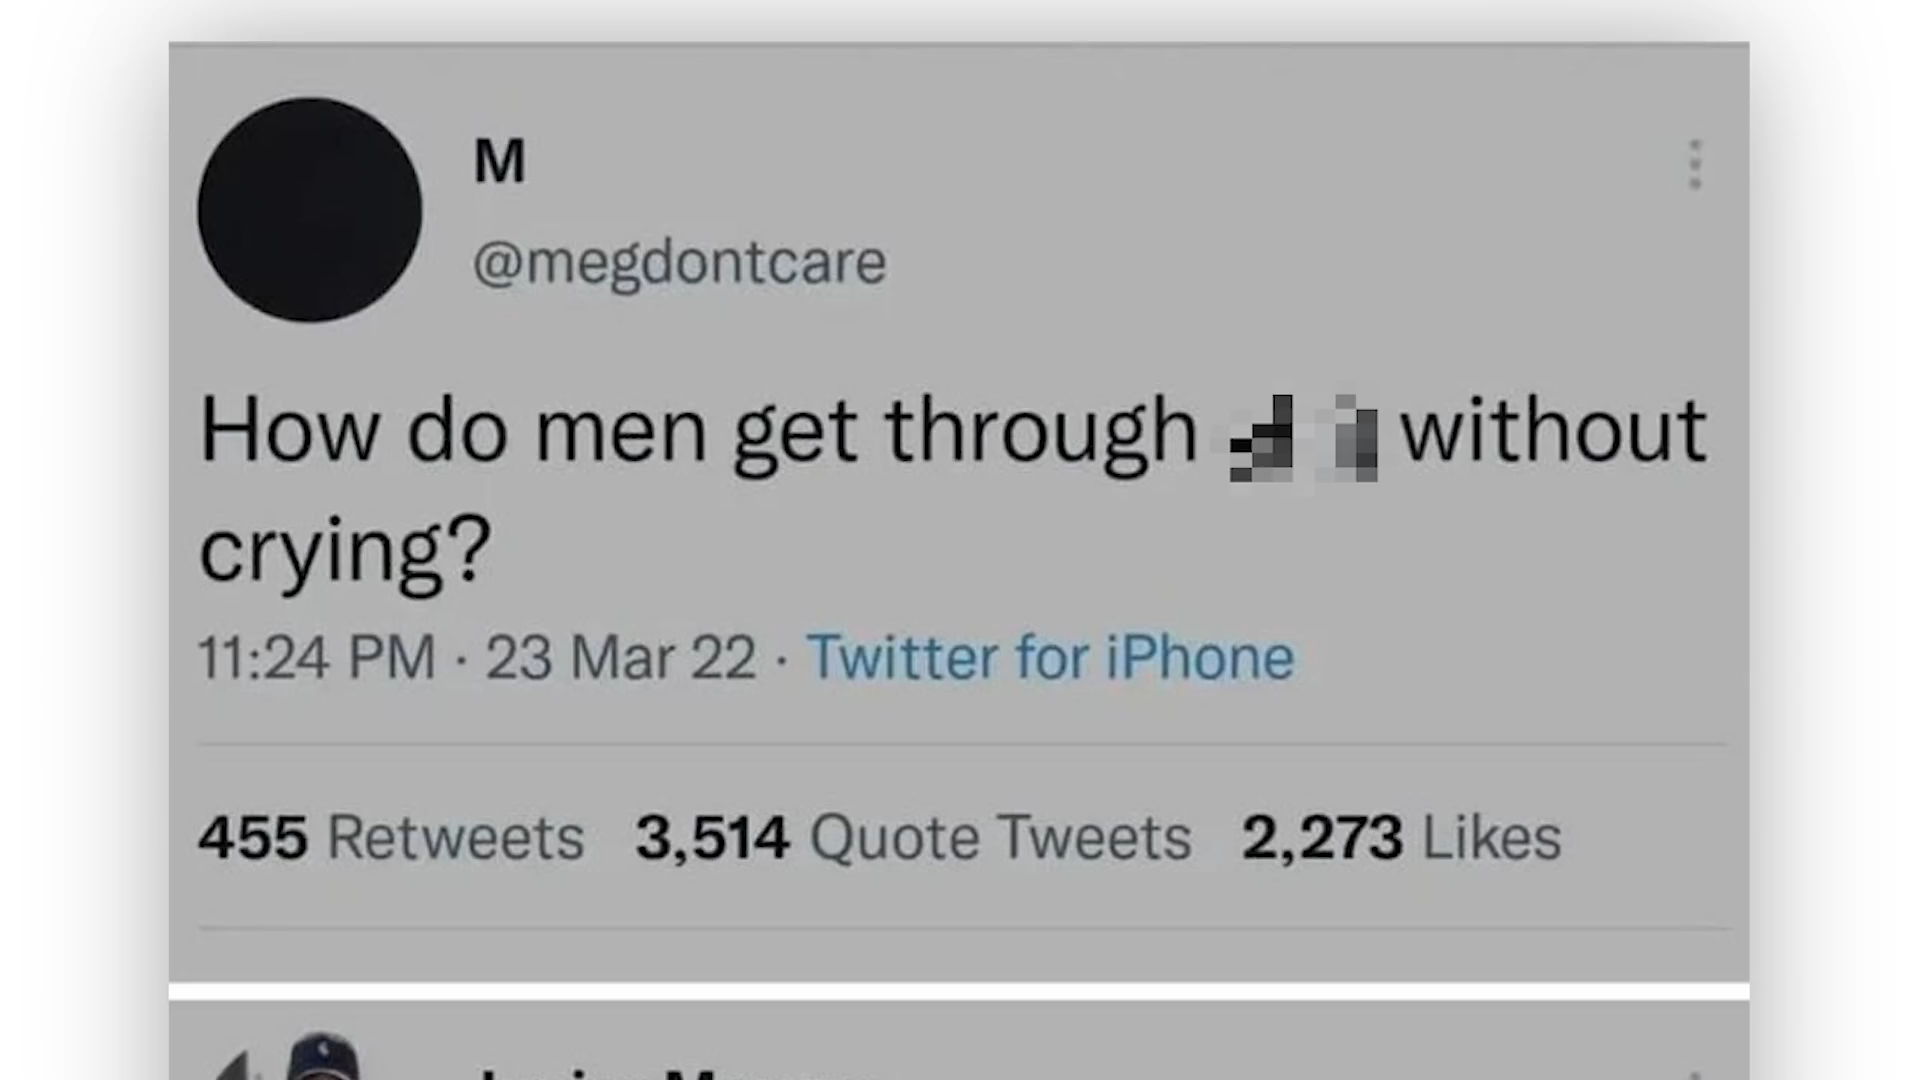 M
@megdontcare
How do men get through without
crying?
11:24 PM · 23 Mar 22 · Twitter for iPhone
455 Retweets 3,514 Quote Tweets 2,273 Likes